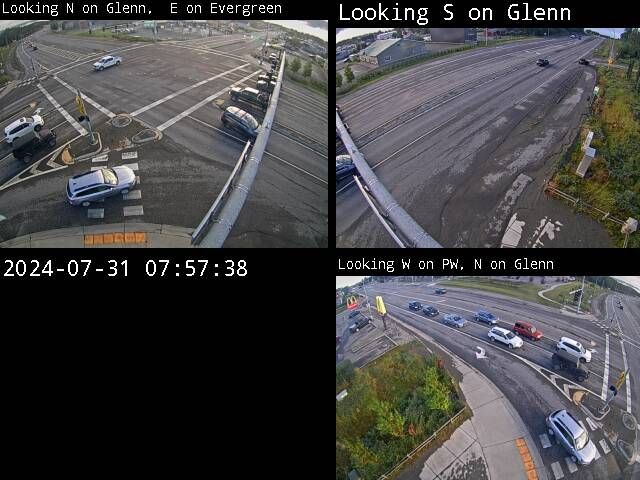 Looking N on Glenn,  E on Evergreen
Looking S on Glenn
2024-07-31 07:57:38
Looking W on PW, N on Glenn